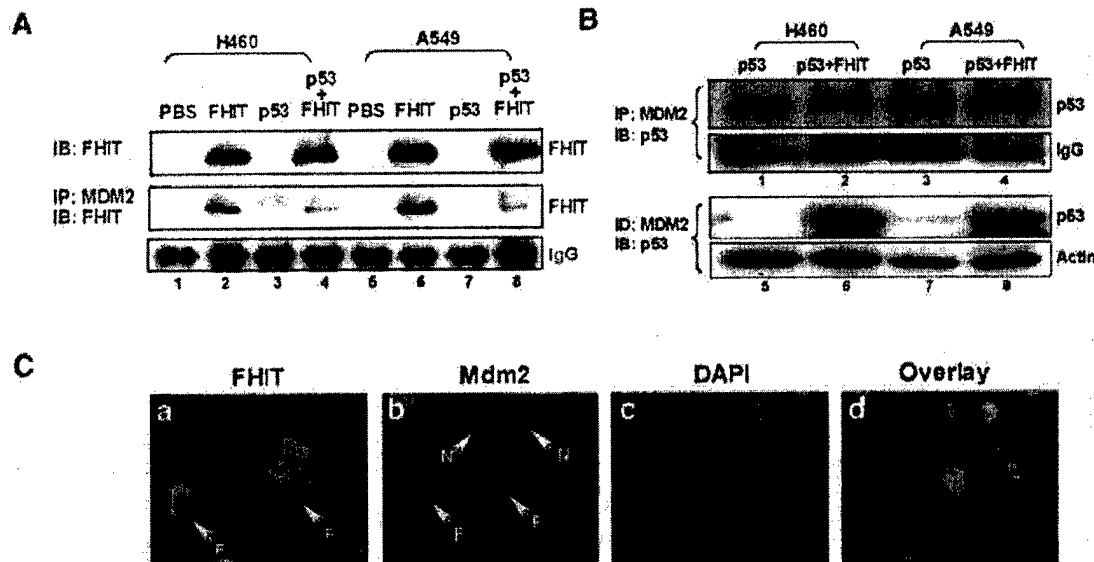 A
H460 A549
p53 p53
+ +
PBS FHIT p53 FHIT PBS FHIT p53 FHIT
IB: FHIT FHIT
IP: MDM2
IB: FHIT FHIT
IgG
1 2 3 4 5 6 7 8
B
H460 A549
p53 p53+FHIT p53 p53+FHIT
IP: MDM2
IB: p53
p53
IgG
1 2 3 4
ID: MDM2
IB: p53
p53
Actin
5 6 7 8
C
FHIT Mdm2 DAPI Overlay
a b c d
N N
F F F F